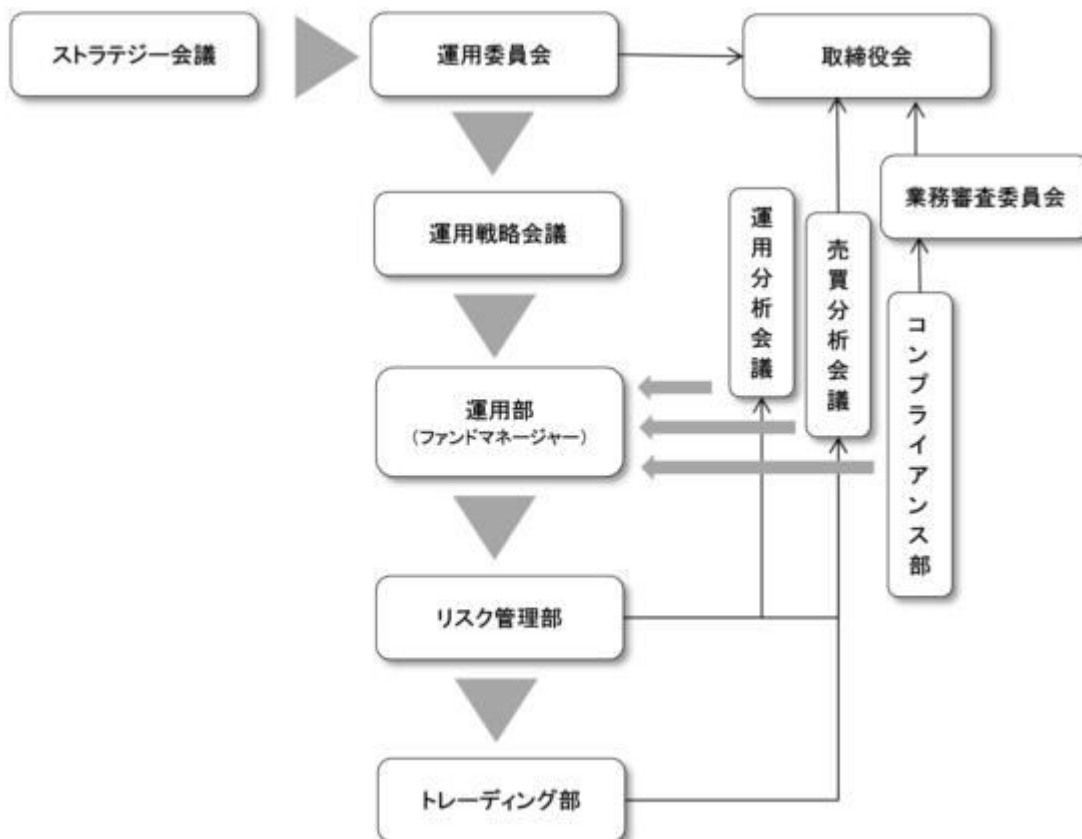 ストラテジー会議
運用委員会
取締役会
業務審査委員会
運用戦略会議
運用分析会議
売買分析会議
コンプライアンス部
運用部
(ファンドマネージャー)
リスク管理部
トレーディング部